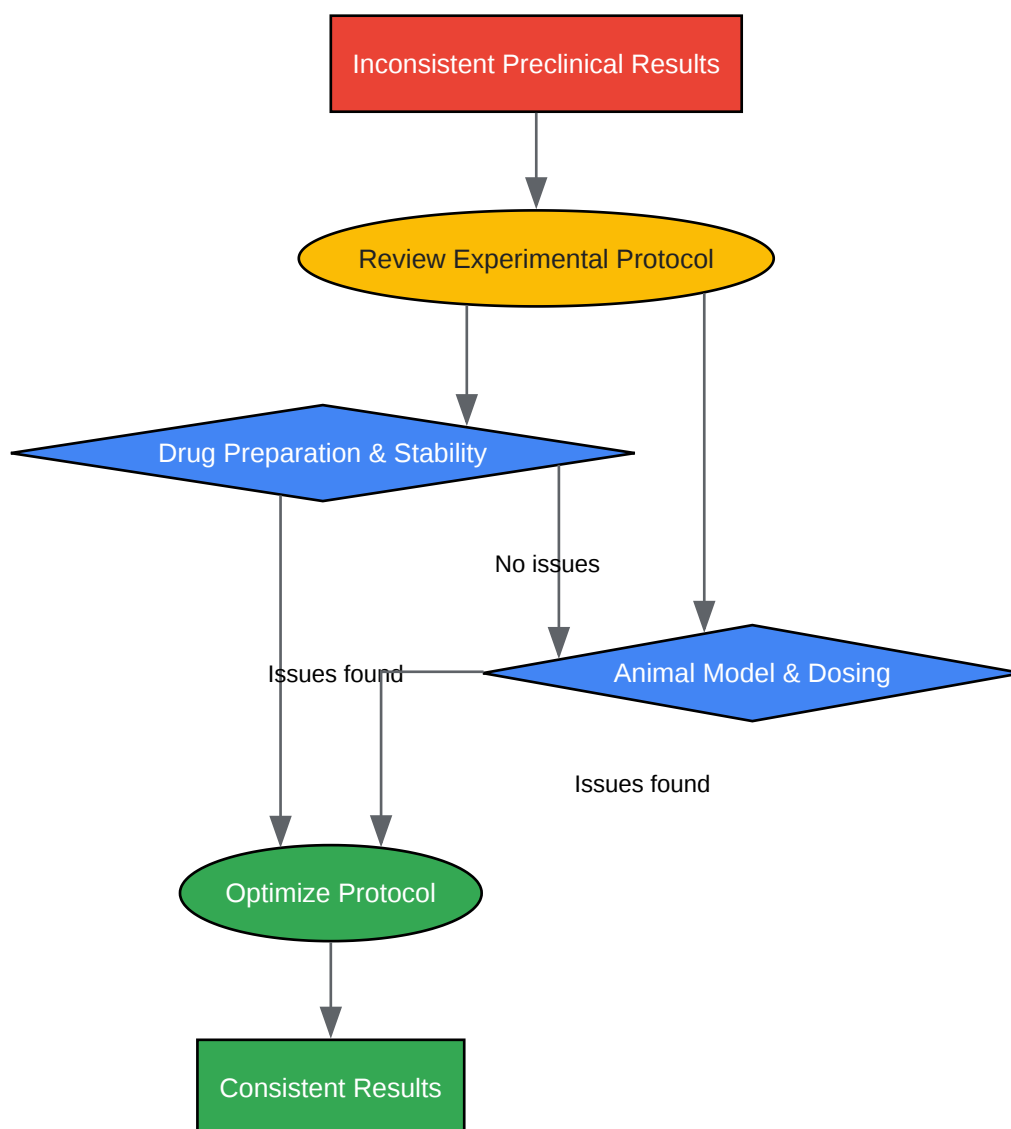 Inconsistent Preclinical Results
Review Experimental Protocol
Drug Preparation & Stability
No issues
Issues found
Animal Model & Dosing
Issues found
Optimize Protocol
Consistent Results